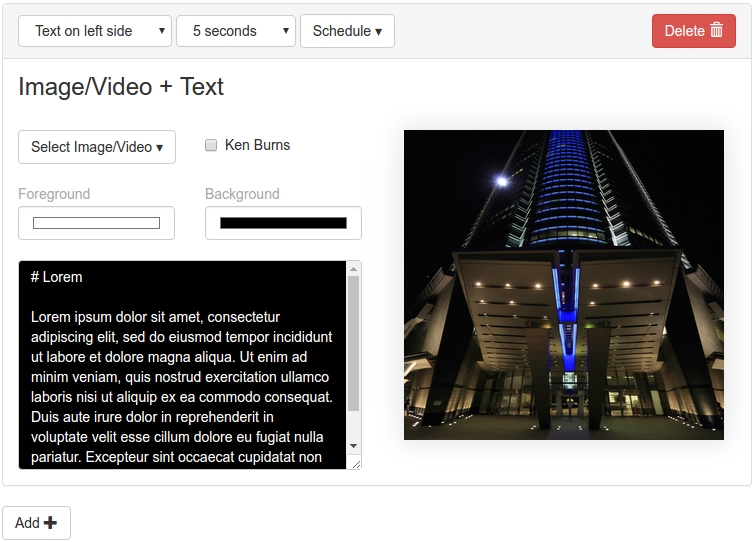 Text on left side ▾ 5 seconds ▾ Schedule ▾ Delete
Image/Video + Text
Select Image/Video ▾ Ken Burns
Foreground Background
# Lorem
Lorem ipsum dolor sit amet, consectetur
adipiscing elit, sed do eiusmod tempor incididunt
ut labore et dolore magna aliqua. Ut enim ad
minim veniam, quis nostrud exercitation ullamco
laboris nisi ut aliquip ex ea commodo consequat.
Duis aute irure dolor in reprehenderit in
voluptate velit esse cillum dolore eu fugiat nulla
pariatur. Excepteur sint occaecat cupidatat non
Add +